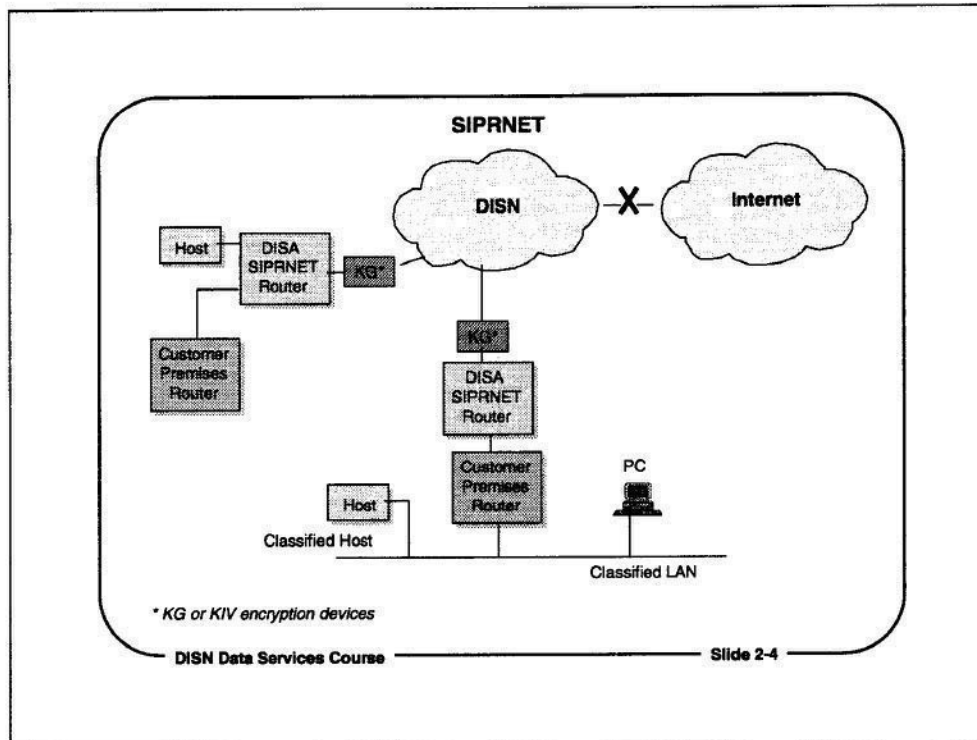 SIPRNET
DISN
X
Internet
Host
DISA
SIPRNET
Router
KG*
Customer
Premises
Router
KG*
DISA
SIPRNET
Router
Customer
Premises
Router
PC
Host
Classified Host
Classified LAN
* KG or KIV encryption devices
DISN Data Services Course
Slide 2-4